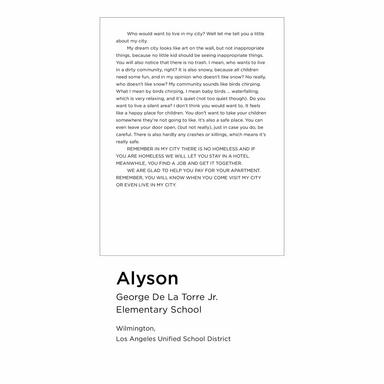 Who would want to live in my city? Well let me tell you a little
about my city.
My dream city looks like art on the wall, but not inappropriate
things, because no little kid should be seeing inappropriate things.
You will also notice that there is no trash. I mean, who wants to live
in a dirty community, right? It is also snowy, because all children
need some fun, and in my opinion who doesn't like snow? No really,
who doesn't like snow? My community sounds like birds chirping.
What I mean by birds chirping, I mean baby birds ... waterfalling,
which is very relaxing, and it's quiet (not too quiet though). Do you
want to live a silent area? I don't think you would want to. It feels
like a happy place for children. You don't want to take your children
somewhere they're not going to like. It's also a safe place. You can
even leave your door open, (but not really), just in case you do, be
careful. There is also hardly any crashes or killings, which means it's
really safe.
REMEMBER IN MY CITY THERE IS NO HOMELESS AND IF
YOU ARE HOMELESS WE WILL LET YOU STAY IN A HOTEL.
MEANWHILE, YOU FIND A JOB AND GET IT TOGETHER.
WE ARE GLAD TO HELP YOU PAY FOR YOUR APARTMENT.
REMEMBER, YOU WILL KNOW WHEN YOU COME VISIT MY CITY
OR EVEN LIVE IN MY CITY.
Alyson
George De La Torre Jr.
Elementary School
Wilmington,
Los Angeles Unified School District